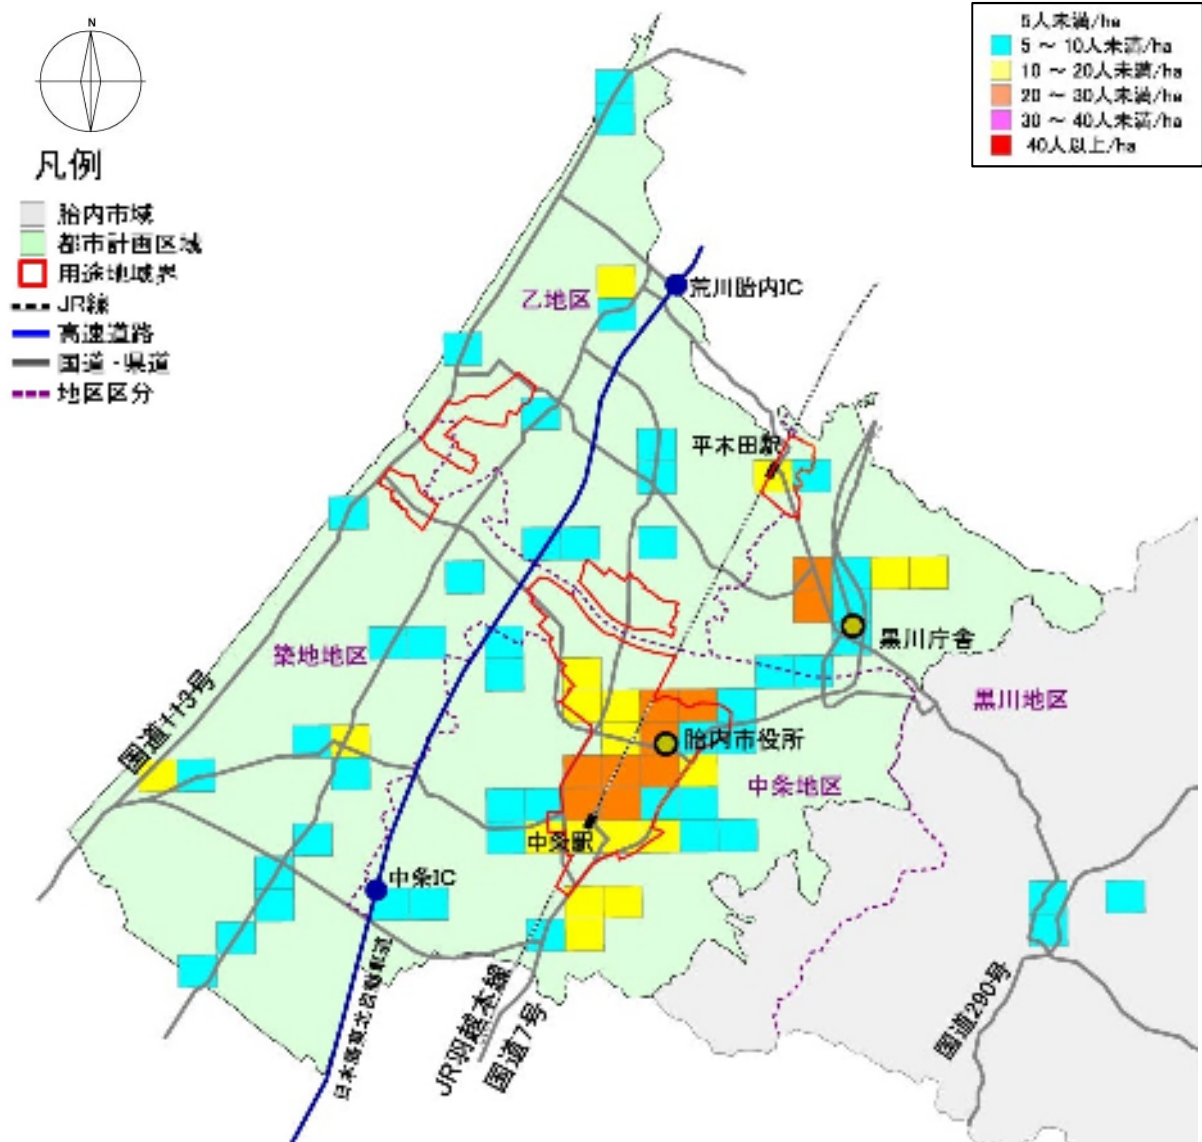 N
凡例
胎内市域
都市計画区域
用途地域界
JR線
高速道路
国道・県道
地区区分
5人未満/ha
5 ～ 10人未満/ha
10 ～ 20人未満/ha
20 ～ 30人未満/ha
30 ～ 40人未満/ha
40人以上/ha
乙地区
荒川胎内IC
平木田駅
黒川庁舎
築地地区
黒川地区
国道113号
胎内市役所
中条地区
中条駅
中条IC
日本海東北自動車道
JR羽越本線
国道7号
国道290号